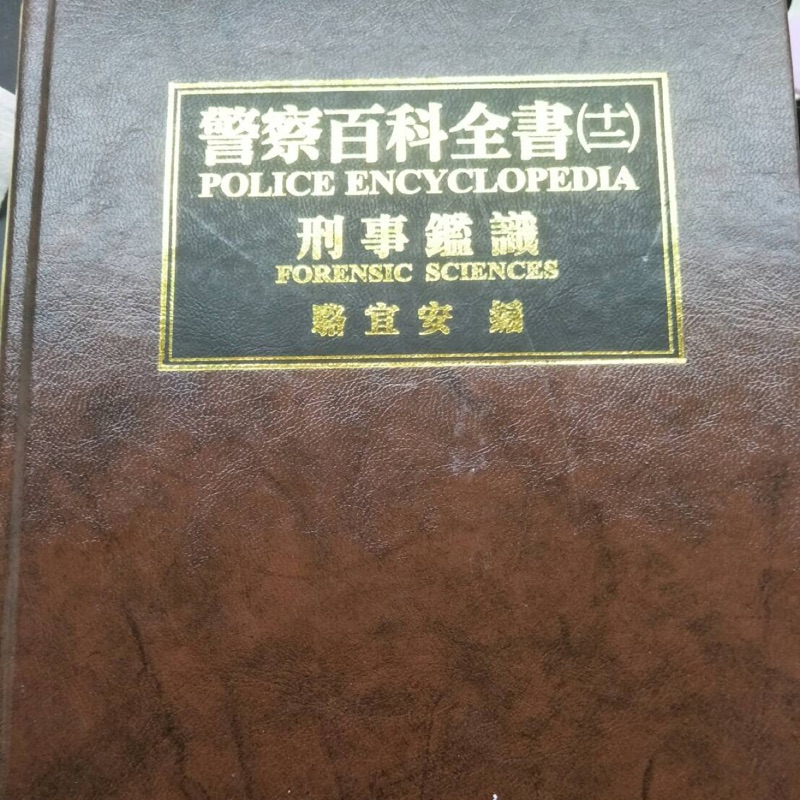 警察百科全書(十二)
POLICE ENCYCLOPEDIA
刑事鑑識
FORENSIC SCIENCES
駱宜安 編